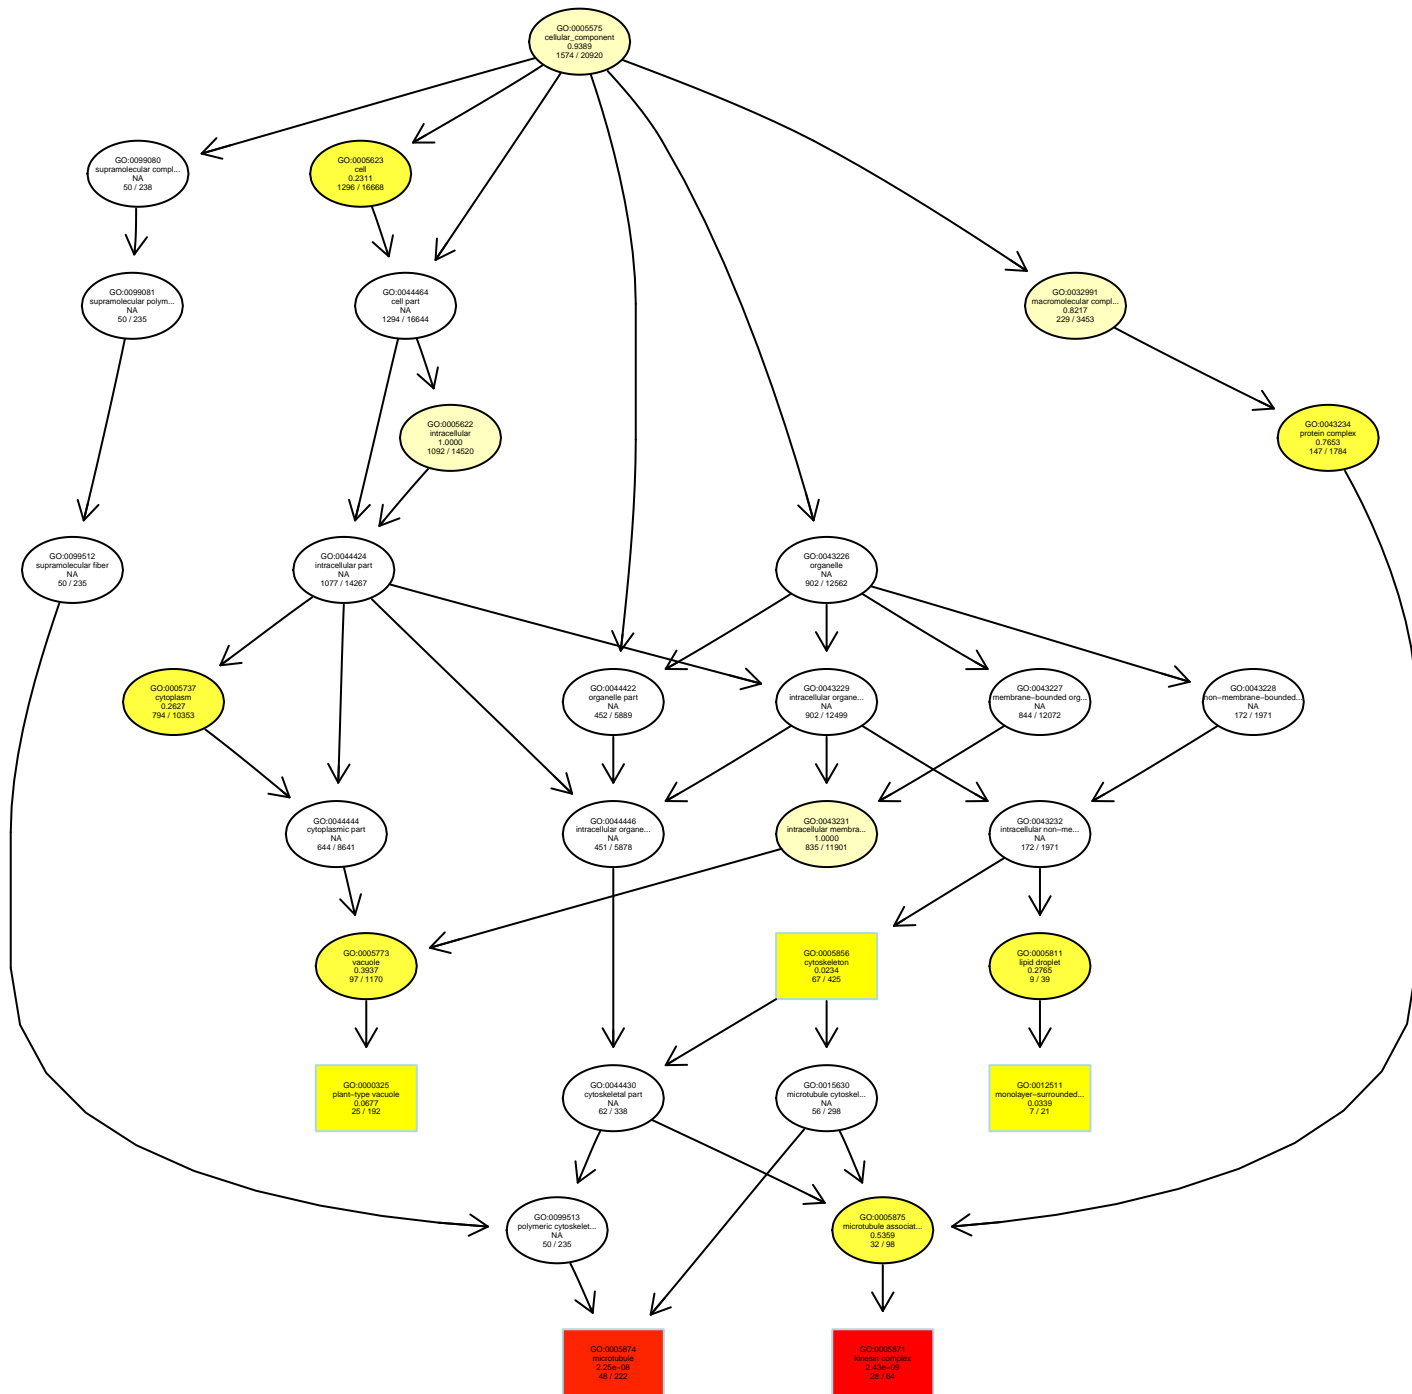 GO:0005575
cellular_component
0.9389
1574 / 20920
GO:0099080
supramolecular compl...
NA
50 / 238
GO:0005623
cell
0.2311
1296 / 16668
GO:0099081
supramolecular polym...
NA
50 / 235
GO:0044464
cell part
NA
1294 / 16644
GO:0032991
macromolecular compl...
0.8217
229 / 3453
GO:0005622
intracellular
1.0000
1092 / 14520
GO:0043234
protein complex
0.7653
147 / 1784
GO:0099512
supramolecular fiber
NA
50 / 235
GO:0044424
intracellular part
NA
1077 / 14267
GO:0043226
organelle
NA
902 / 12562
GO:0005737
cytoplasm
0.2627
794 / 10353
GO:0044422
organelle part
NA
452 / 5889
GO:0043229
intracellular organe...
NA
902 / 12499
GO:0043227
membrane−bounded org...
NA
844 / 12072
GO:0043228
non−membrane−bounded...
NA
172 / 1971
GO:0044444
cytoplasmic part
NA
644 / 8641
GO:0044446
intracellular organe...
NA
451 / 5878
GO:0043231
intracellular membra...
1.0000
835 / 11901
GO:0043232
intracellular non−me...
NA
172 / 1971
GO:0005773
vacuole
0.3937
97 / 1170
GO:0005856
cytoskeleton
0.0234
67 / 425
GO:0005811
lipid droplet
0.2765
9 / 39
GO:0000325
plant−type vacuole
0.0677
25 / 192
GO:0044430
cytoskeletal part
NA
62 / 338
GO:0015630
microtubule cytoskel...
NA
56 / 298
GO:0012511
monolayer−surrounded...
0.0339
7 / 21
GO:0099513
polymeric cytoskelet...
NA
50 / 235
GO:0005875
microtubule associat...
0.5359
32 / 98
GO:0005874
microtubule
2.25e−08
48 / 222
GO:0005871
kinesin complex
2.43e−09
28 / 64